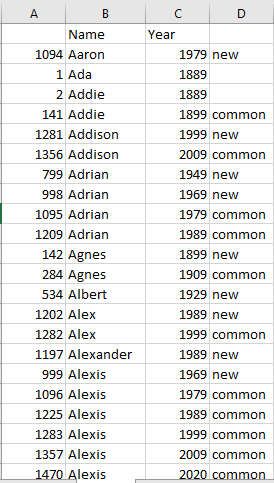 A B C D
Name Year
1094 Aaron 1979 new
1 Ada 1889
2 Addie 1889
141 Addie 1899 common
1281 Addison 1999 new
1356 Addison 2009 common
799 Adrian 1949 new
998 Adrian 1969 new
1095 Adrian 1979 common
1209 Adrian 1989 common
142 Agnes 1899 new
284 Agnes 1909 common
534 Albert 1929 new
1202 Alex 1989 new
1282 Alex 1999 common
1197 Alexander 1989 new
999 Alexis 1969 new
1096 Alexis 1979 common
1225 Alexis 1989 common
1283 Alexis 1999 common
1357 Alexis 2009 common
1470 Alexis 2020 common